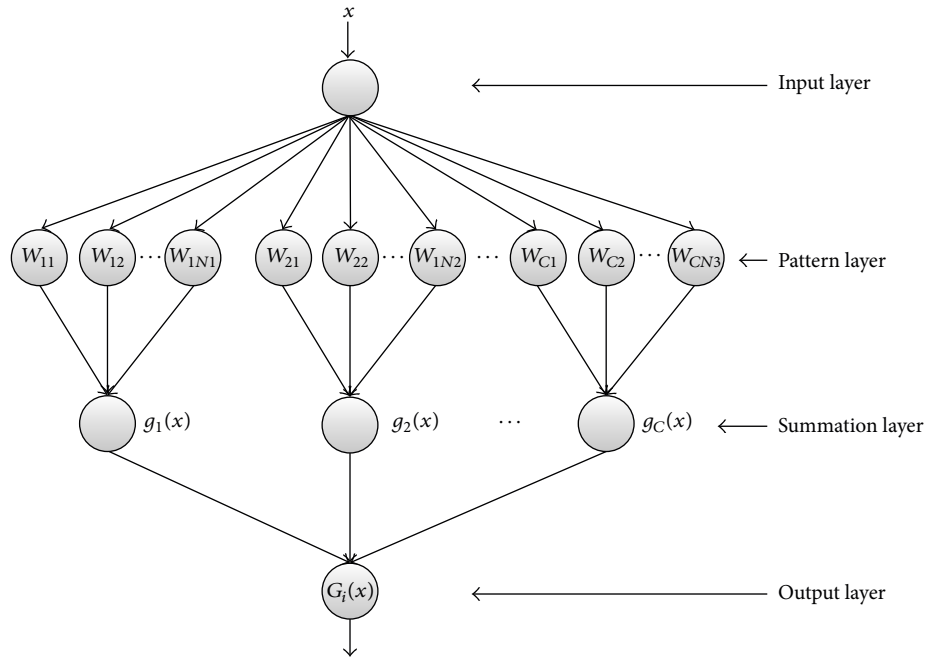 x
Input layer
W11 W12 ... W1N1 W21 W22 ... W1N2 ... WC1 WC2 ... WCN3
Pattern layer
g1(x) g2(x) ... gC(x)
Summation layer
Gi(x)
Output layer